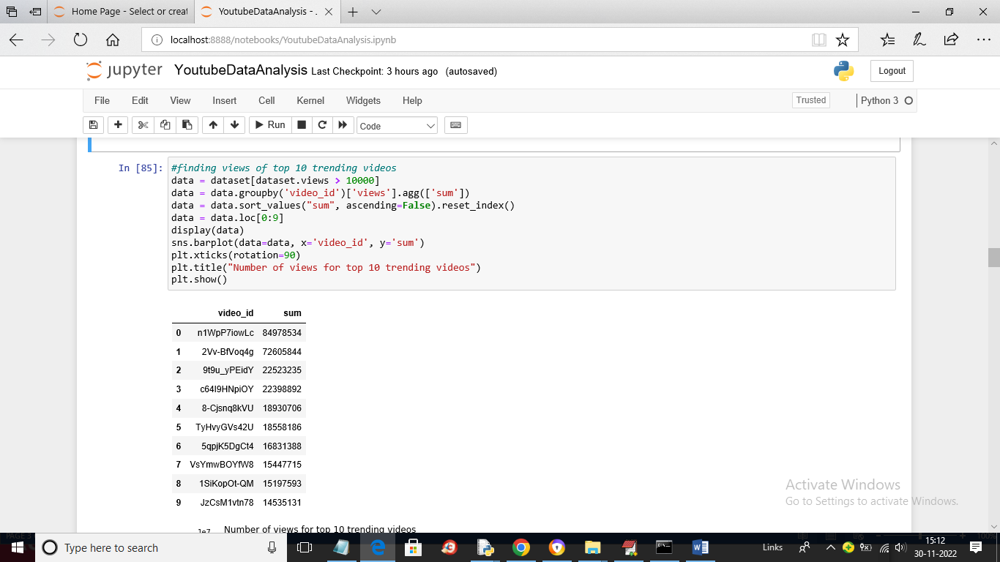 Home Page - Select or creat
YoutubeDataAnalysis - .
localhost:8888/notebooks/YoutubeDataAnalysis.ipynb
jupyter YoutubeDataAnalysis Last Checkpoint: 3 hours ago (autosaved)
Logout
File Edit View Insert Cell Kernel Widgets Help
Trusted
Python 3
Run
Code
In [85]:
#finding views of top 10 trending videos
data = dataset[dataset.views > 10000]
data = data.groupby('video_id')['views'].agg(['sum'])
data = data.sort_values("sum", ascending=False).reset_index()
data = data.loc[0:9]
display(data)
sns.barplot(data=data, x='video_id', y='sum')
plt.xticks(rotation=90)
plt.title("Number of views for top 10 trending videos")
plt.show()
video_id sum
0 n1WpP7iowLc 84978534
1 2Vv-BfVoq4g 72605844
2 9t9u_yPEidY 22523235
3 c64I9HNpiOY 22398892
4 8-Cjsnq8kVU 18930706
5 TyHvyGVs42U 18558186
6 5qpjK5DgCt4 16831388
7 VsYmwBOYfW8 15447715
8 1SiKopOt-QM 15197593
9 JzCsM1vtn78 14535131
1e7 Number of views for top 10 trending videos
Activate Windows
Go to Settings to activate Windows.
PAGE 3
100%
Type here to search
Links
15:12
30-11-2022